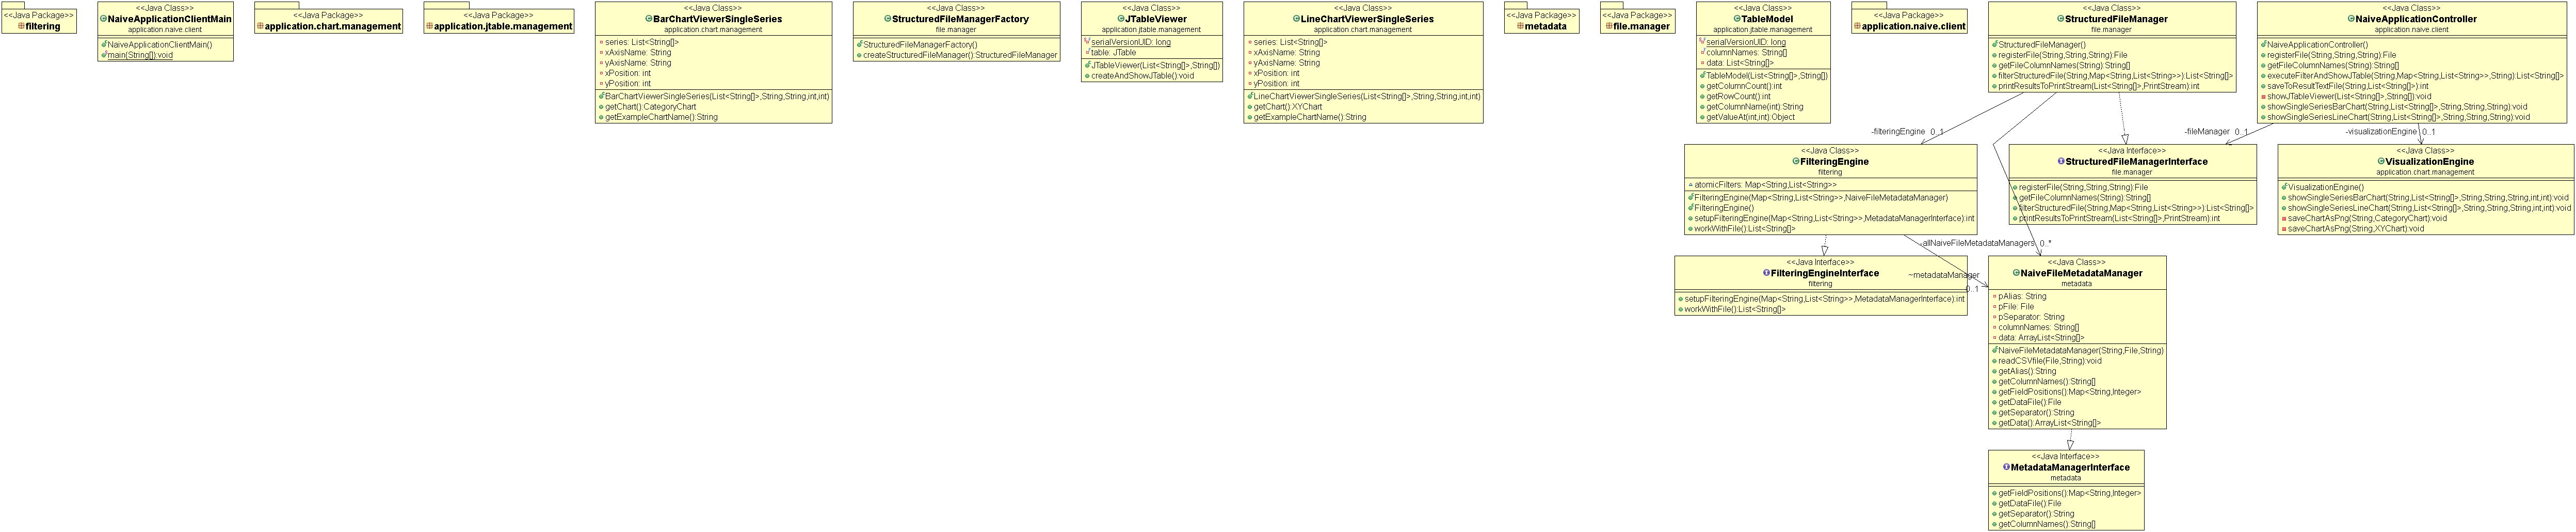 <<Java Package>>
filtering
<<Java Class>>
NaiveApplicationClientMain
application.naive.client
NaiveApplicationClientMain()
main(String[]):void
<<Java Package>>
application.chart.management
<<Java Package>>
application.jtable.management
<<Java Class>>
BarChartViewerSingleSeries
application.chart.management
series: List<String[]>
xAxisName: String
yAxisName: String
xPosition: int
yPosition: int
BarChartViewerSingleSeries(List<String[]>,String,String,int,int)
getChart():CategoryChart
getExampleChartName():String
<<Java Class>>
StructuredFileManagerFactory
file.manager
StructuredFileManagerFactory()
createStructuredFileManager():StructuredFileManager
<<Java Class>>
JTableViewer
application.jtable.management
serialVersionUID: long
table: JTable
JTableViewer(List<String[]>,String[])
createAndShowJTable():void
<<Java Class>>
LineChartViewerSingleSeries
application.chart.management
series: List<String[]>
xAxisName: String
yAxisName: String
xPosition: int
yPosition: int
LineChartViewerSingleSeries(List<String[]>,String,String,int,int)
getChart():XYChart
getExampleChartName():String
<<Java Package>>
metadata
<<Java Package>>
file.manager
<<Java Class>>
TableModel
application.jtable.management
serialVersionUID: long
columnNames: String[]
data: List<String[]>
TableModel(List<String[]>,String[])
getColumnCount():int
getRowCount():int
getColumnName(int):String
getValueAt(int,int):Object
<<Java Package>>
application.naive.client
<<Java Class>>
StructuredFileManager
file.manager
StructuredFileManager()
registerFile(String,String,String):File
getFileColumnNames(String):String[]
filterStructuredFile(String,Map<String,List<String>>):List<String[]>
printResultsToPrintStream(List<String[]>,PrintStream):int
<<Java Class>>
NaiveApplicationController
application.naive.client
NaiveApplicationController()
registerFile(String,String,String):File
getFileColumnNames(String):String[]
executeFilterAndShowJTable(String,Map<String,List<String>>,String):List<String[]>
saveToResultTextFile(String,List<String[]>):int
showJTableViewer(List<String[]>,String[]):void
showSingleSeriesBarChart(String,List<String[]>,String,String,String):void
showSingleSeriesLineChart(String,List<String[]>,String,String,String):void
-filteringEngine 0..1
-fileManager 0..1
-visualizationEngine 0..1
<<Java Class>>
FilteringEngine
filtering
atomicFilters: Map<String,List<String>>
FilteringEngine(Map<String,List<String>>,NaiveFileMetadataManager)
FilteringEngine()
setupFilteringEngine(Map<String,List<String>>,MetadataManagerInterface):int
workWithFile():List<String[]>
<<Java Interface>>
StructuredFileManagerInterface
file.manager
registerFile(String,String,String):File
getFileColumnNames(String):String[]
filterStructuredFile(String,Map<String,List<String>>):List<String[]>
printResultsToPrintStream(List<String[]>,PrintStream):int
<<Java Class>>
VisualizationEngine
application.chart.management
VisualizationEngine()
showSingleSeriesBarChart(String,List<String[]>,String,String,String,int,int):void
showSingleSeriesLineChart(String,List<String[]>,String,String,String,int,int):void
saveChartAsPng(String,CategoryChart):void
saveChartAsPng(String,XYChart):void
-allNaiveFileMetadataManagers 0..*
~metadataManager
0..1
<<Java Interface>>
FilteringEngineInterface
filtering
setupFilteringEngine(Map<String,List<String>>,MetadataManagerInterface):int
workWithFile():List<String[]>
<<Java Class>>
NaiveFileMetadataManager
metadata
pAlias: String
pFile: File
pSeparator: String
columnNames: String[]
data: ArrayList<String[]>
NaiveFileMetadataManager(String,File,String)
readCSVfile(File,String):void
getAlias():String
getColumnNames():String[]
getFieldPositions():Map<String,Integer>
getDataFile():File
getSeparator():String
getData():ArrayList<String[]>
<<Java Interface>>
MetadataManagerInterface
metadata
getFieldPositions():Map<String,Integer>
getDataFile():File
getSeparator():String
getColumnNames():String[]